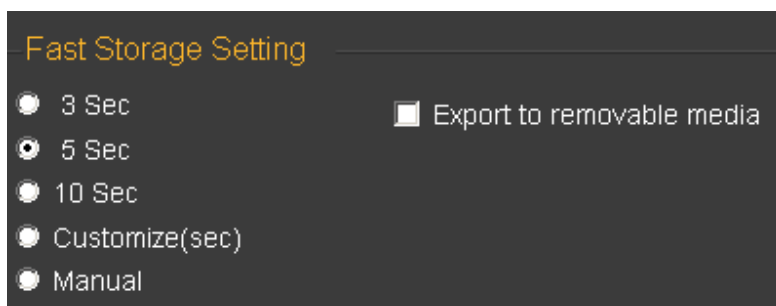 Fast Storage Setting
3 Sec
Export to removable media
5 Sec
10 Sec
Customize(sec)
Manual